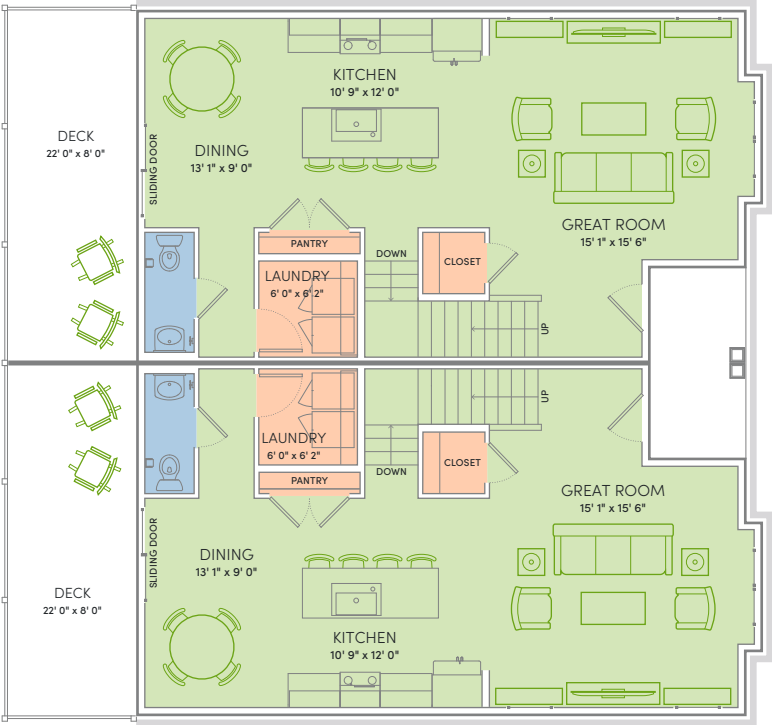 KITCHEN
10' 9" x 12' 0"
DECK
22' 0" x 8' 0"
SLIDING DOOR
DINING
13' 1" x 9' 0"
GREAT ROOM
15' 1" x 15' 6"
PANTRY
DOWN
CLOSET
LAUNDRY
6' 0" x 6' 2"
UP
UP
LAUNDRY
6' 0" x 6' 2"
CLOSET
DOWN
PANTRY
GREAT ROOM
15' 1" x 15' 6"
SLIDING DOOR
DINING
13' 1" x 9' 0"
DECK
22' 0" x 8' 0"
KITCHEN
10' 9" x 12' 0"